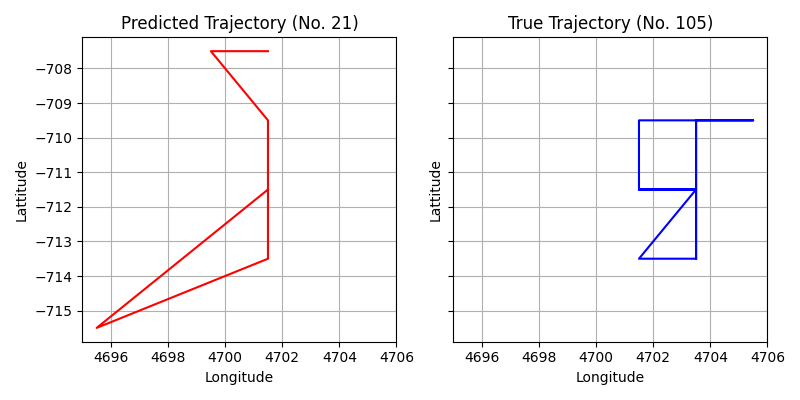 Predicted Trajectory (No. 21)
−708
−709
−710
−711
−712
−713
−714
−715
Lattitude
4696 4698 4700 4702 4704 4706
Longitude
True Trajectory (No. 105)
Lattitude
4696 4698 4700 4702 4704 4706
Longitude